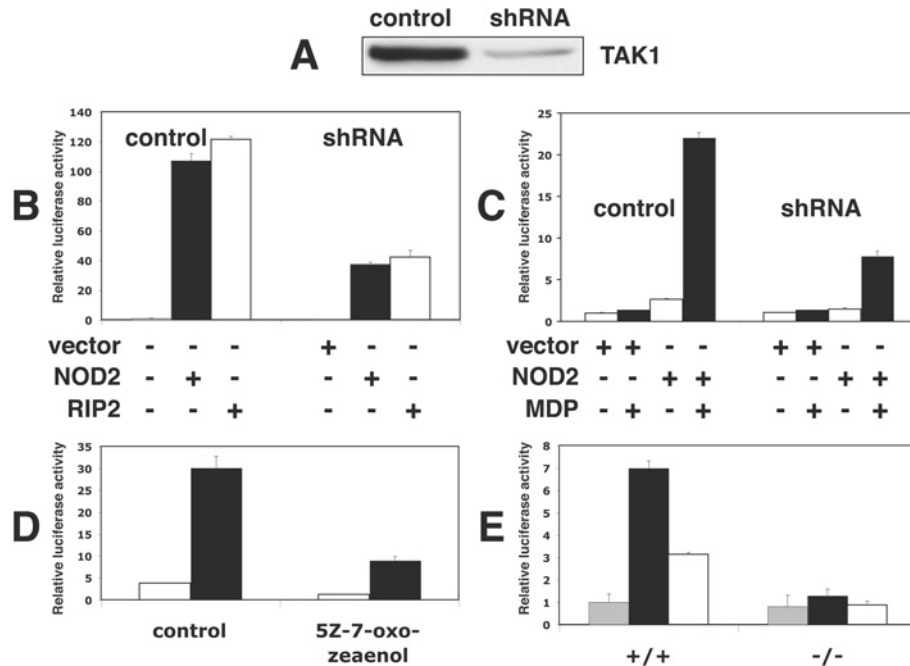 control shRNA
A TAK1
B
Relative luciferase activity
140
120
100
80
60
40
20
0
control shRNA
C
Relative luciferase activity
25
20
15
10
5
0
control shRNA
vector - - - + - -
NOD2 - + - - + -
RIP2 - - + - - +
vector + + - - + + - -
NOD2 - - + + - - + +
MDP - + - + - + - +
D
Relative luciferase activity
35
30
25
20
15
10
5
0
control 5Z-7-oxo-
zeaenol
E
Relative luciferase activity
8
7
6
5
4
3
2
1
0
+/+ -/-